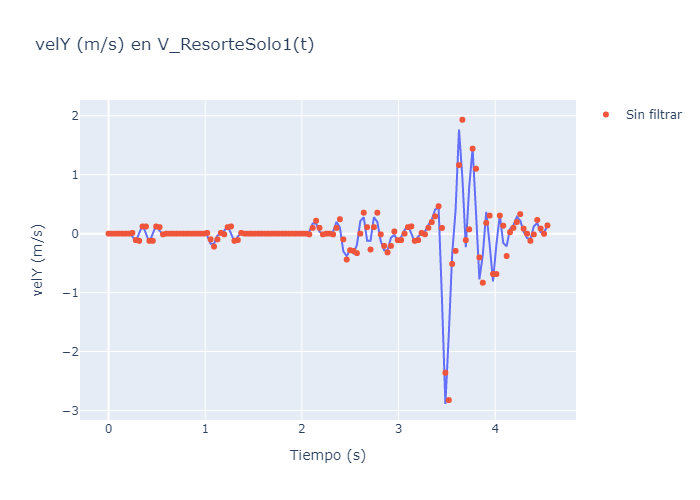 velY (m/s) en V_ResorteSolo1(t)
Sin filtrar
velY (m/s)
2
1
0
−1
−2
−3
0
1
2
3
4
Tiempo (s)